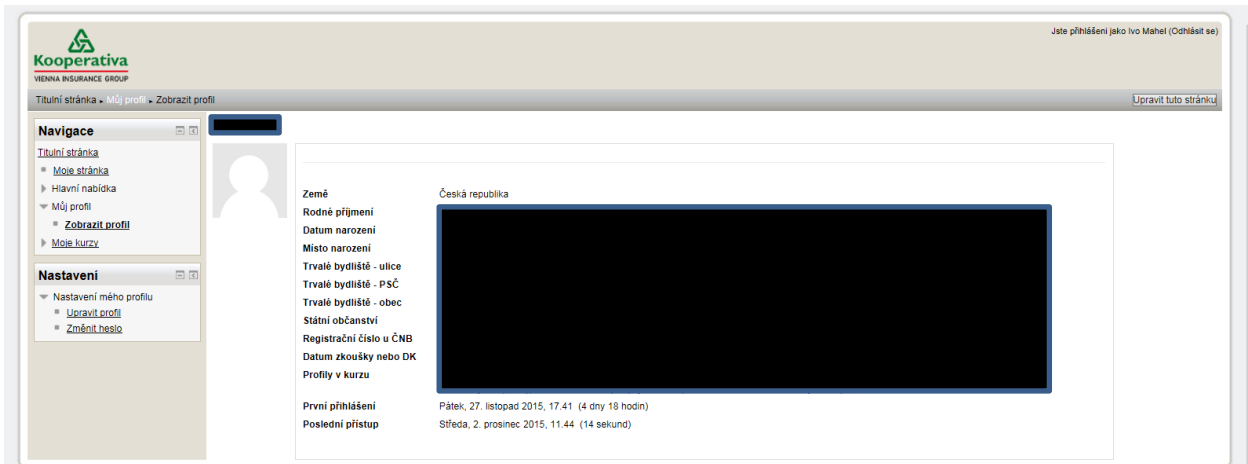 Jste přihlášeni jako Ivo Mahel (Odhlásit se)
Kooperativa
VIENNA INSURANCE GROUP
Titulní stránka ▸ Můj profil ▸ Zobrazit profil
Upravit tuto stránku
Navigace
Titulní stránka
Moje stránka
Hlavní nabídka
Můj profil
Zobrazit profil
Moje kurzy
Nastavení
Nastavení mého profilu
Upravit profil
Změnit heslo
Země Česká republika
Rodné příjmení
Datum narození
Místo narození
Trvalé bydliště - ulice
Trvalé bydliště - PSČ
Trvalé bydliště - obec
Státní občanství
Registrační číslo u ČNB
Datum zkoušky nebo DK
Profily v kurzu
První přihlášení Pátek, 27. listopad 2015, 17.41 (4 dny 18 hodin)
Poslední přístup Středa, 2. prosinec 2015, 11.44 (14 sekund)